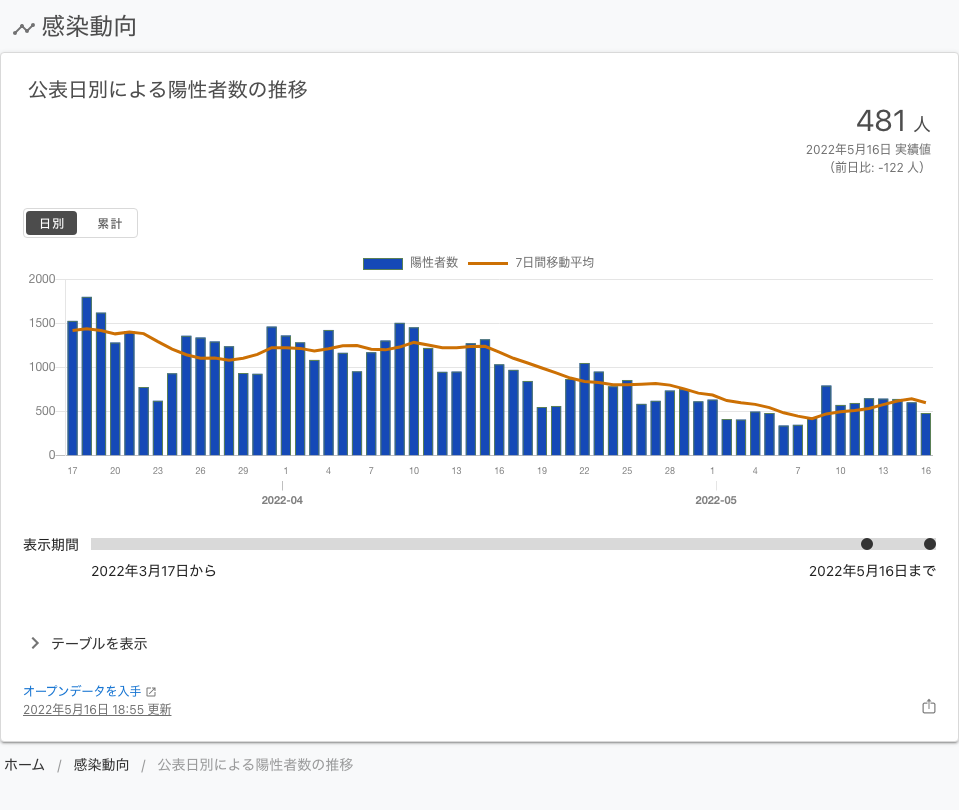 感染動向
公表日別による陽性者数の推移
481 人
2022年5月16日 実績値
（前日比: -122 人）
日別 累計
陽性者数 7日間移動平均
2000
1500
1000
500
0
17 20 23 26 29 1 4 7 10 13 16 19 22 25 28 1 4 7 10 13 16
2022-04 2022-05
表示期間
2022年3月17日から 2022年5月16日まで
テーブルを表示
オープンデータを入手
2022年5月16日 18:55 更新
ホーム / 感染動向 / 公表日別による陽性者数の推移